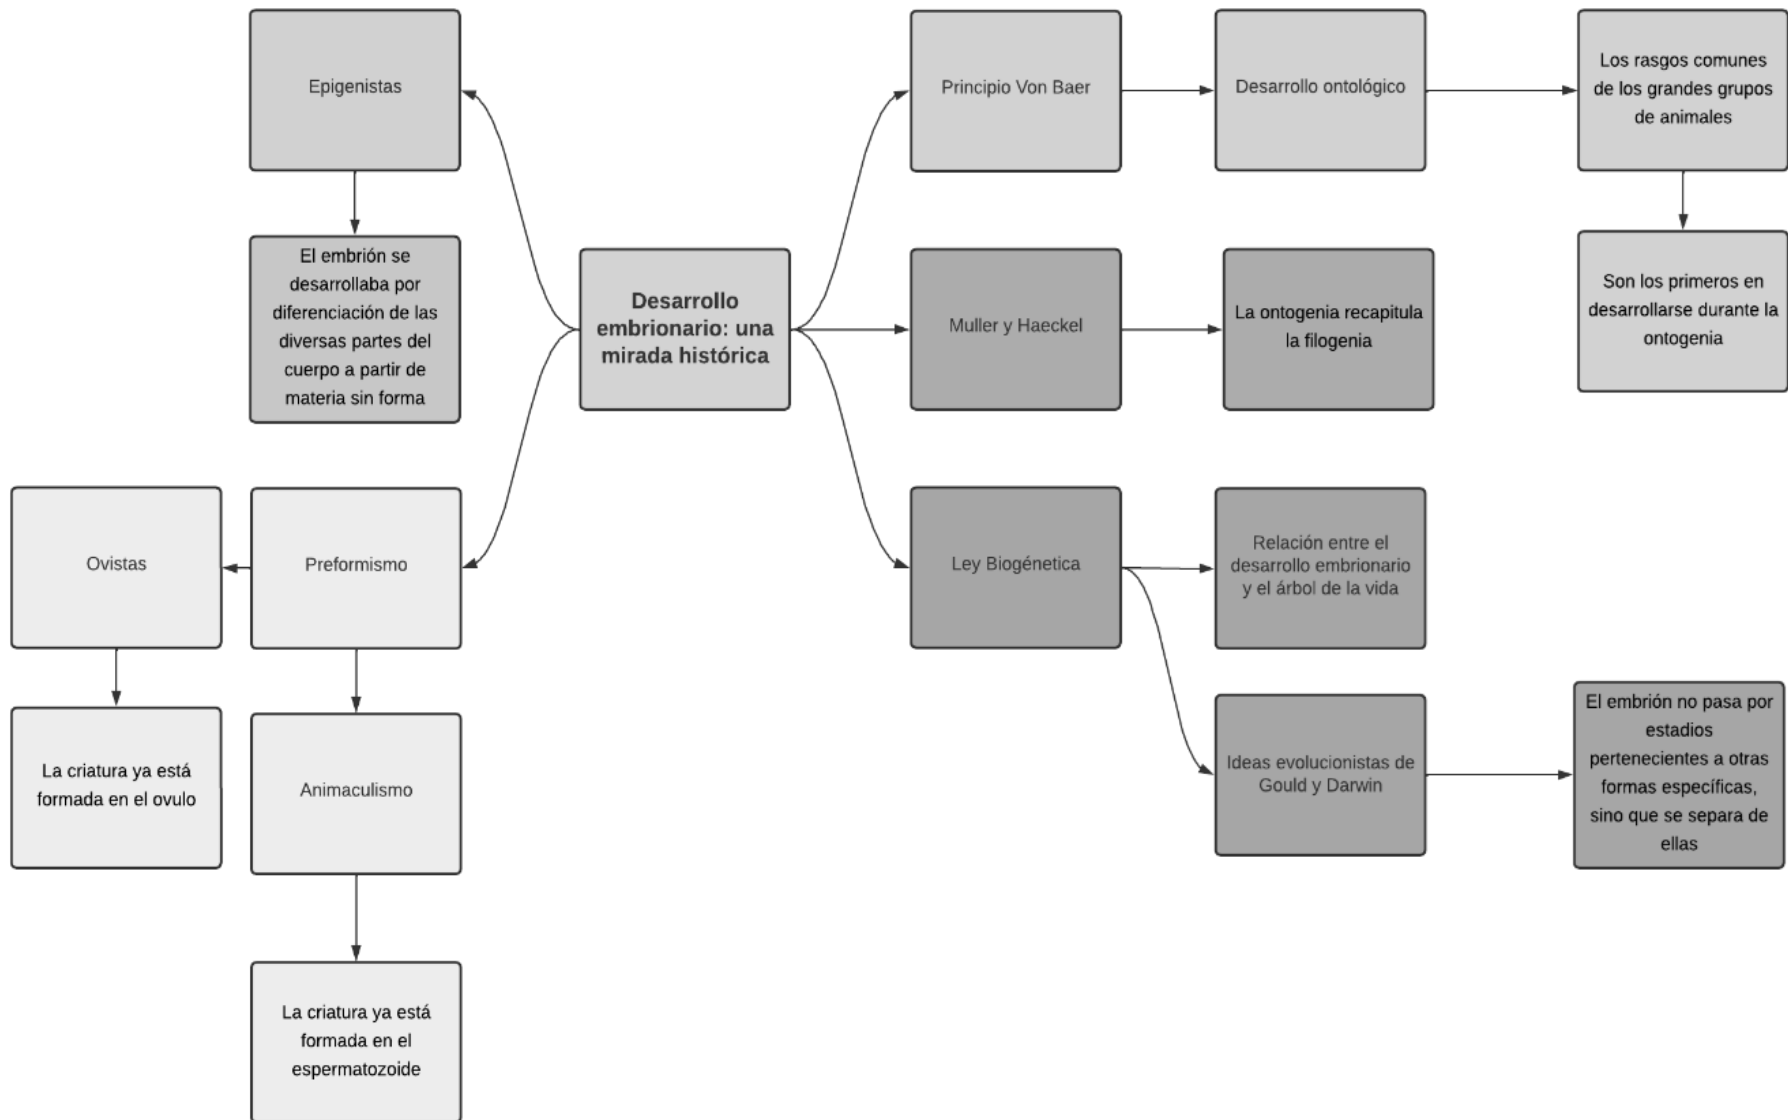 Epigenistas
El embrión se
desarrollaba por
diferenciación de las
diversas partes del
cuerpo a partir de
materia sin forma
Desarrollo
embrionario: una
mirada histórica
Principio Von Baer
Desarrollo ontológico
Los rasgos comunes
de los grandes grupos
de animales
Son los primeros en
desarrollarse durante la
ontogenia
Muller y Haeckel
La ontogenia recapitula
la filogenia
Ovistas
Preformismo
La criatura ya está
formada en el ovulo
Animaculismo
La criatura ya está
formada en el
espermatozoide
Ley Biogénetica
Relación entre el
desarrollo embrionario
y el árbol de la vida
Ideas evolucionistas de
Gould y Darwin
El embrión no pasa por
estadios
pertenecientes a otras
formas específicas,
sino que se separa de
ellas